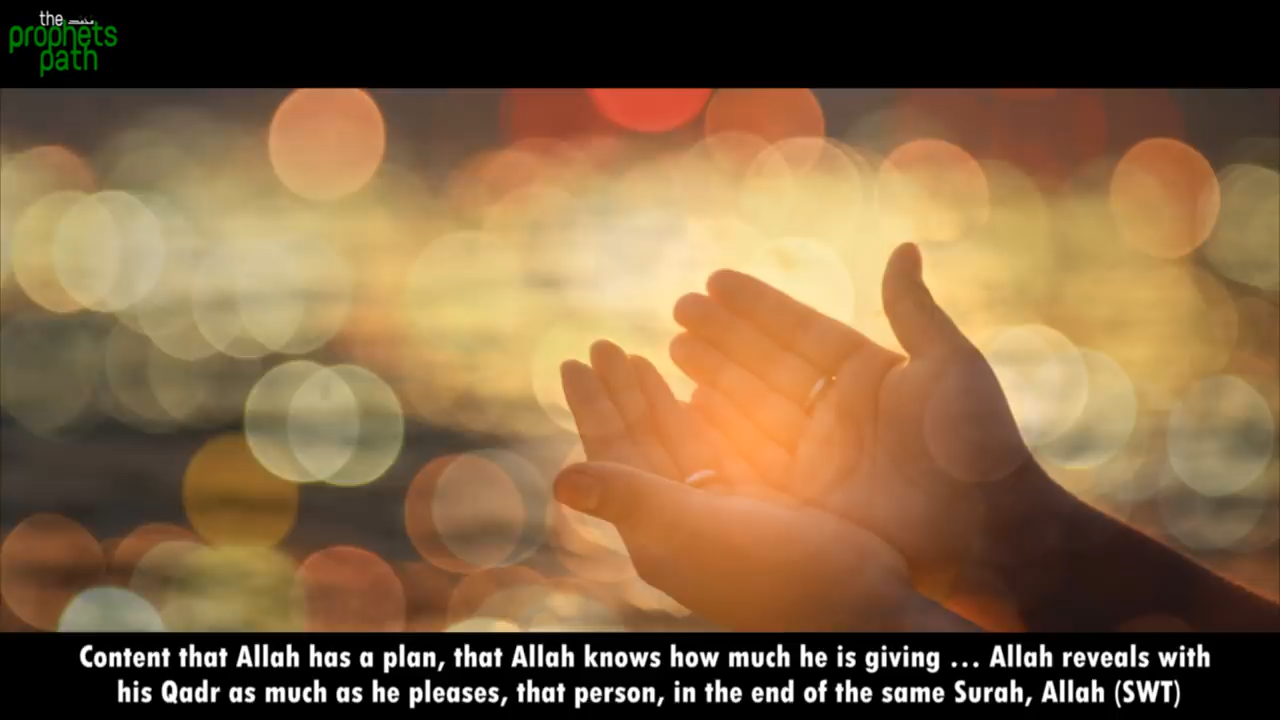 the محمد
prophets
path
Content that Allah has a plan, that Allah knows how much he is giving … Allah reveals with
his Qadr as much as he pleases, that person, in the end of the same Surah, Allah (SWT)